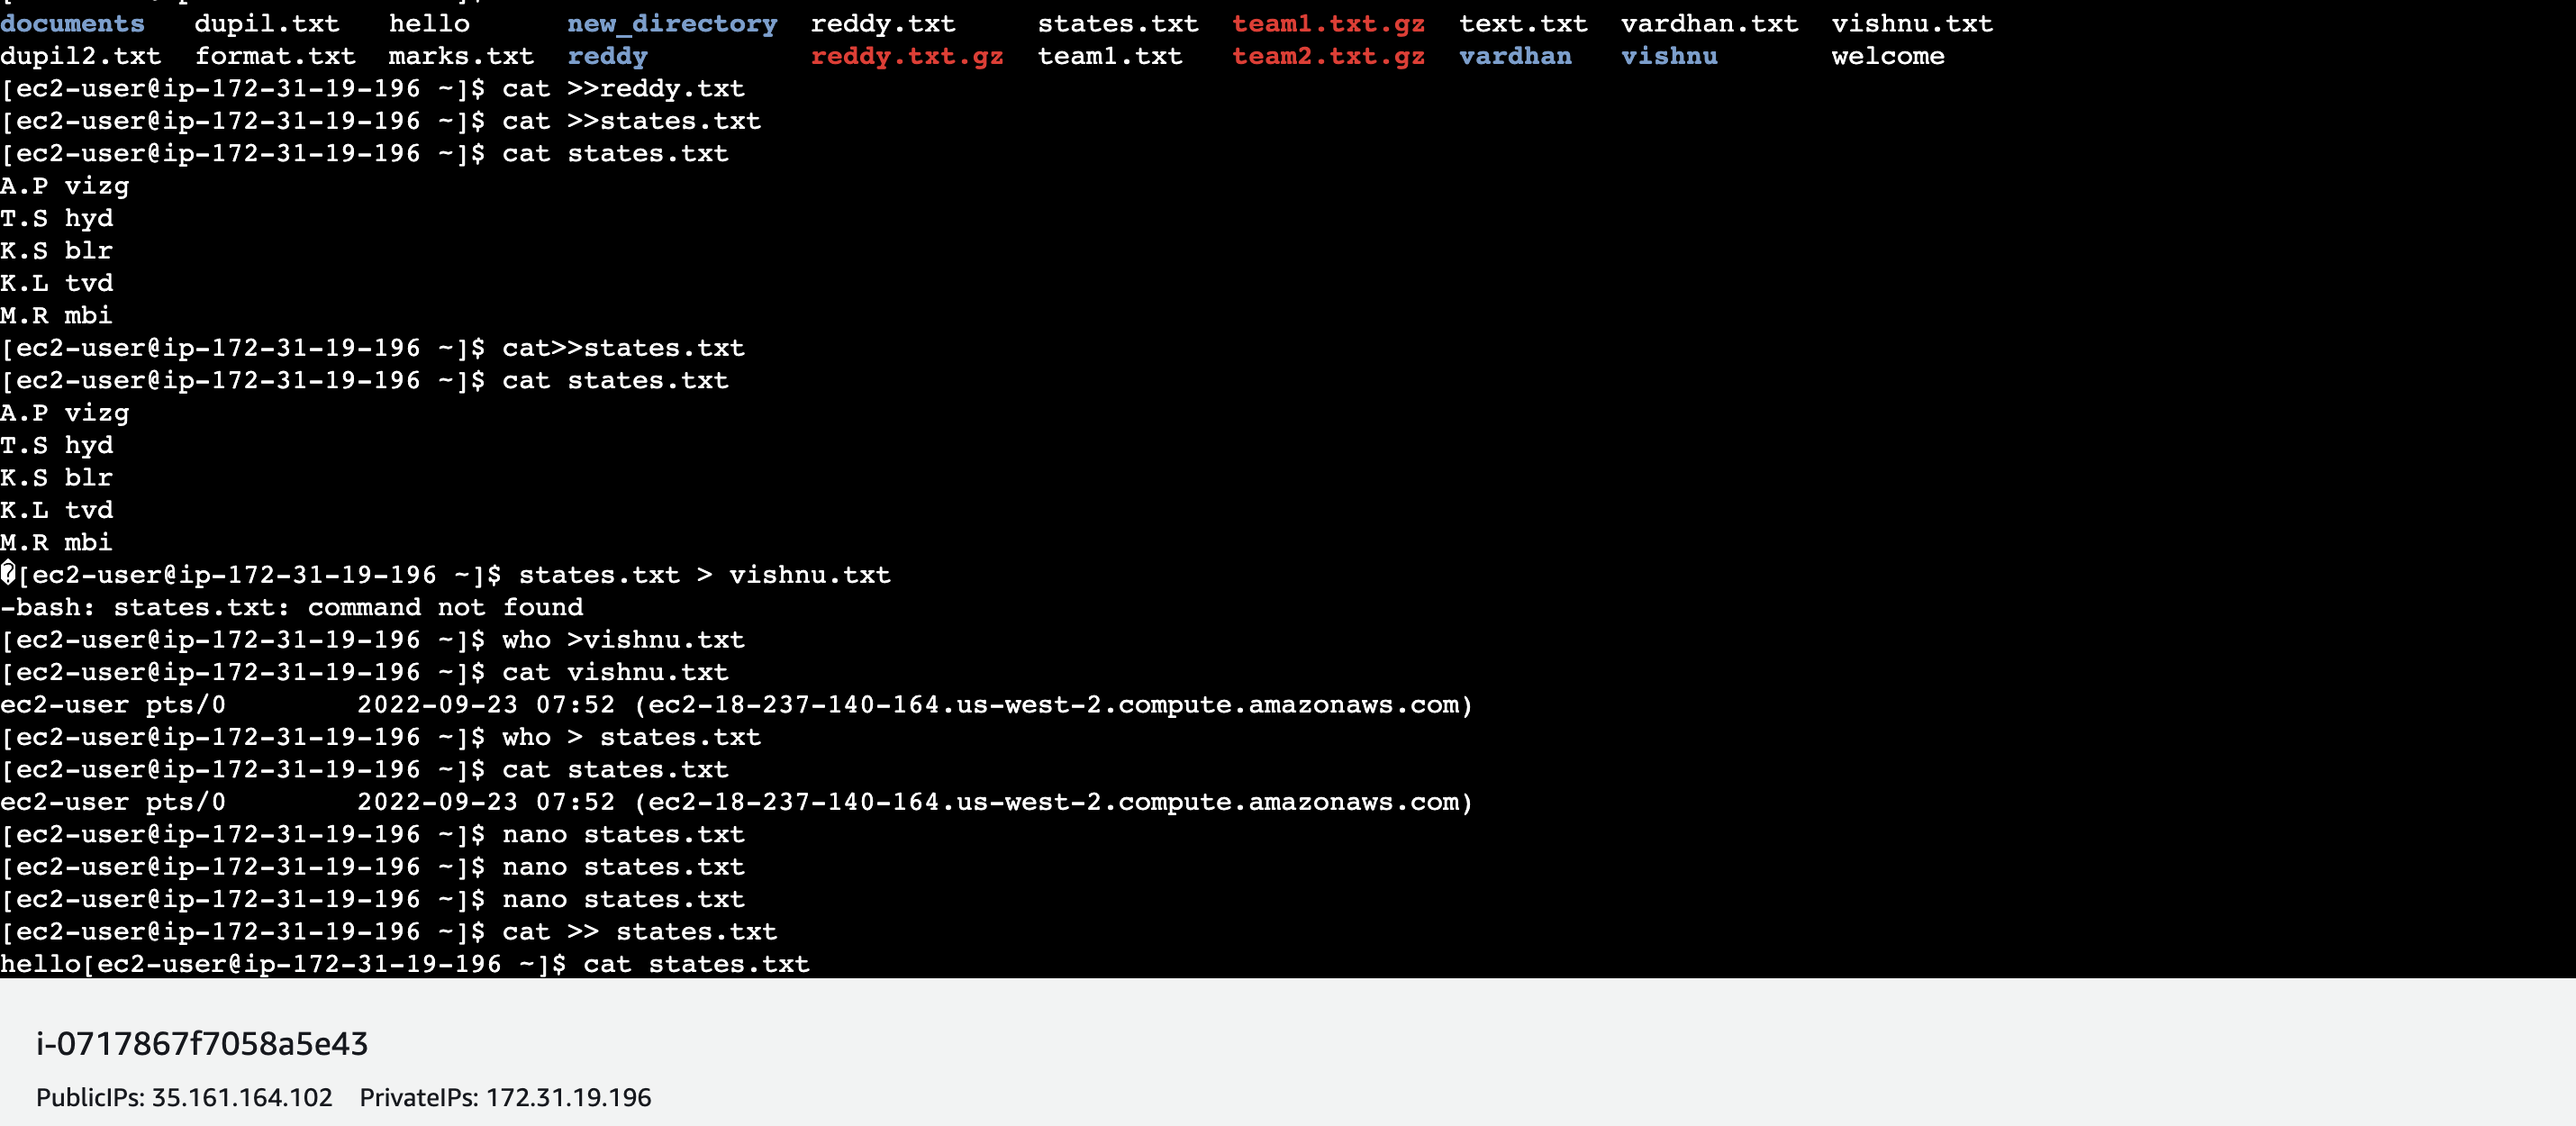 documents dupil.txt hello new_directory reddy.txt states.txt team1.txt.gz text.txt vardhan.txt vishnu.txt
dupil2.txt format.txt marks.txt reddy reddy.txt.gz team1.txt team2.txt.gz vardhan vishnu welcome
[ec2-user@ip-172-31-19-196 ~]$ cat >>reddy.txt
[ec2-user@ip-172-31-19-196 ~]$ cat >>states.txt
[ec2-user@ip-172-31-19-196 ~]$ cat states.txt
A.P vizg
T.S hyd
K.S blr
K.L tvd
M.R mbi
[ec2-user@ip-172-31-19-196 ~]$ cat>>states.txt
[ec2-user@ip-172-31-19-196 ~]$ cat states.txt
A.P vizg
T.S hyd
K.S blr
K.L tvd
M.R mbi
�[ec2-user@ip-172-31-19-196 ~]$ states.txt > vishnu.txt
-bash: states.txt: command not found
[ec2-user@ip-172-31-19-196 ~]$ who >vishnu.txt
[ec2-user@ip-172-31-19-196 ~]$ cat vishnu.txt
ec2-user pts/0        2022-09-23 07:52 (ec2-18-237-140-164.us-west-2.compute.amazonaws.com)
[ec2-user@ip-172-31-19-196 ~]$ who > states.txt
[ec2-user@ip-172-31-19-196 ~]$ cat states.txt
ec2-user pts/0        2022-09-23 07:52 (ec2-18-237-140-164.us-west-2.compute.amazonaws.com)
[ec2-user@ip-172-31-19-196 ~]$ nano states.txt
[ec2-user@ip-172-31-19-196 ~]$ nano states.txt
[ec2-user@ip-172-31-19-196 ~]$ nano states.txt
[ec2-user@ip-172-31-19-196 ~]$ cat >> states.txt
hello[ec2-user@ip-172-31-19-196 ~]$ cat states.txt
i-0717867f7058a5e43
PublicIPs: 35.161.164.102 PrivateIPs: 172.31.19.196